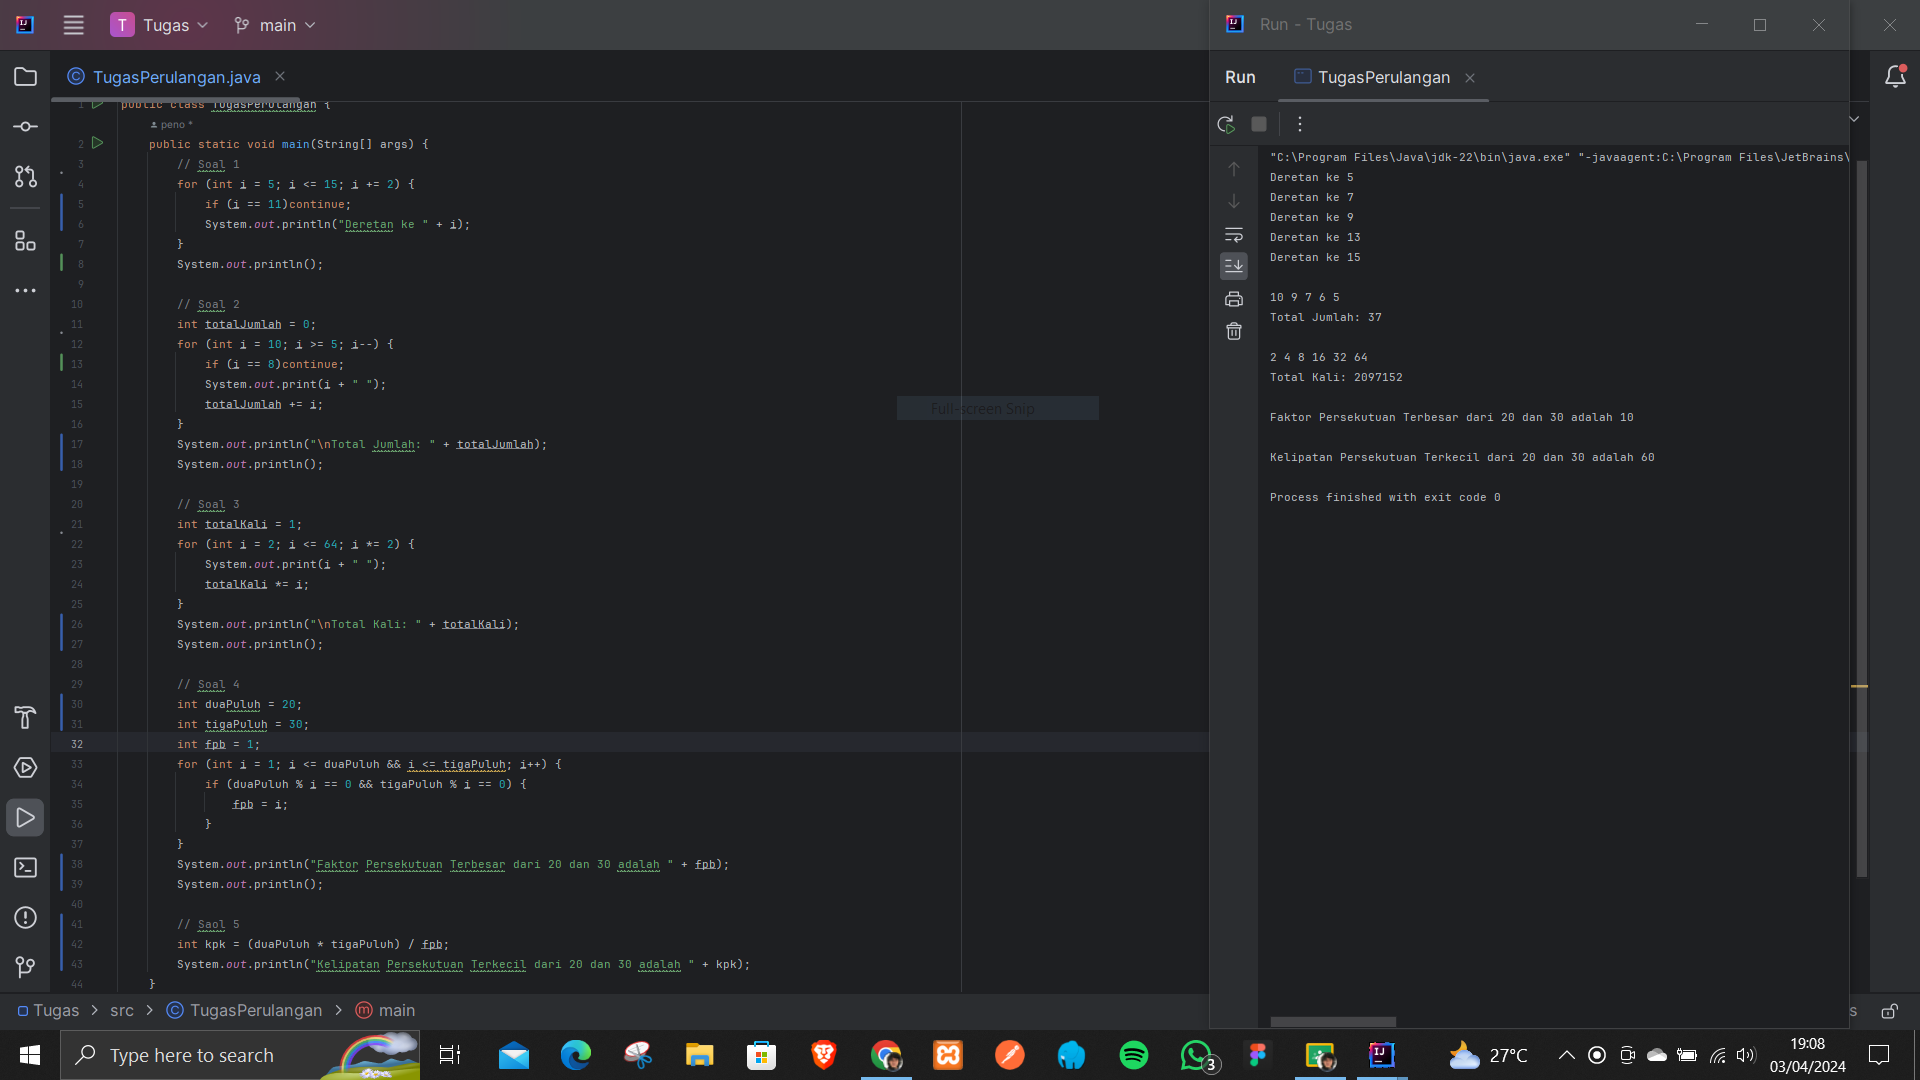 Tugas
main
TugasPerulangan.java
1 public class TugasPerulangan {
peno *
2 public static void main(String[] args) {
3 // Soal 1
4 for (int i = 5; i <= 15; i += 2) {
5 if (i == 11)continue;
6 System.out.println("Deretan ke " + i);
7 }
8 System.out.println();
9
10 // Soal 2
11 int totalJumlah = 0;
12 for (int i = 10; i >= 5; i--) {
13 if (i == 8)continue;
14 System.out.print(i + " ");
15 totalJumlah += i;
16 }
17 System.out.println("\nTotal Jumlah: " + totalJumlah);
18 System.out.println();
19
20 // Soal 3
21 int totalKali = 1;
22 for (int i = 2; i <= 64; i *= 2) {
23 System.out.print(i + " ");
24 totalKali *= i;
25 }
26 System.out.println("\nTotal Kali: " + totalKali);
27 System.out.println();
28
29 // Soal 4
30 int duaPuluh = 20;
31 int tigaPuluh = 30;
32 int fpb = 1;
33 for (int i = 1; i <= duaPuluh && i <= tigaPuluh; i++) {
34 if (duaPuluh % i == 0 && tigaPuluh % i == 0) {
35 fpb = i;
36 }
37 }
38 System.out.println("Faktor Persekutuan Terbesar dari 20 dan 30 adalah " + fpb);
39 System.out.println();
40
41 // Saol 5
42 int kpk = (duaPuluh * tigaPuluh) / fpb;
43 System.out.println("Kelipatan Persekutuan Terkecil dari 20 dan 30 adalah " + kpk);
44 }
Full-screen Snip
Run - Tugas
Run
TugasPerulangan
"C:\Program Files\Java\jdk-22\bin\java.exe" "-javaagent:C:\Program Files\JetBrains\
Deretan ke 5
Deretan ke 7
Deretan ke 9
Deretan ke 13
Deretan ke 15
10 9 7 6 5
Total Jumlah: 37
2 4 8 16 32 64
Total Kali: 2097152
Faktor Persekutuan Terbesar dari 20 dan 30 adalah 10
Kelipatan Persekutuan Terkecil dari 20 dan 30 adalah 60
Process finished with exit code 0
Tugas > src > TugasPerulangan > main
s
Type here to search
3
27°C
19:08
03/04/2024